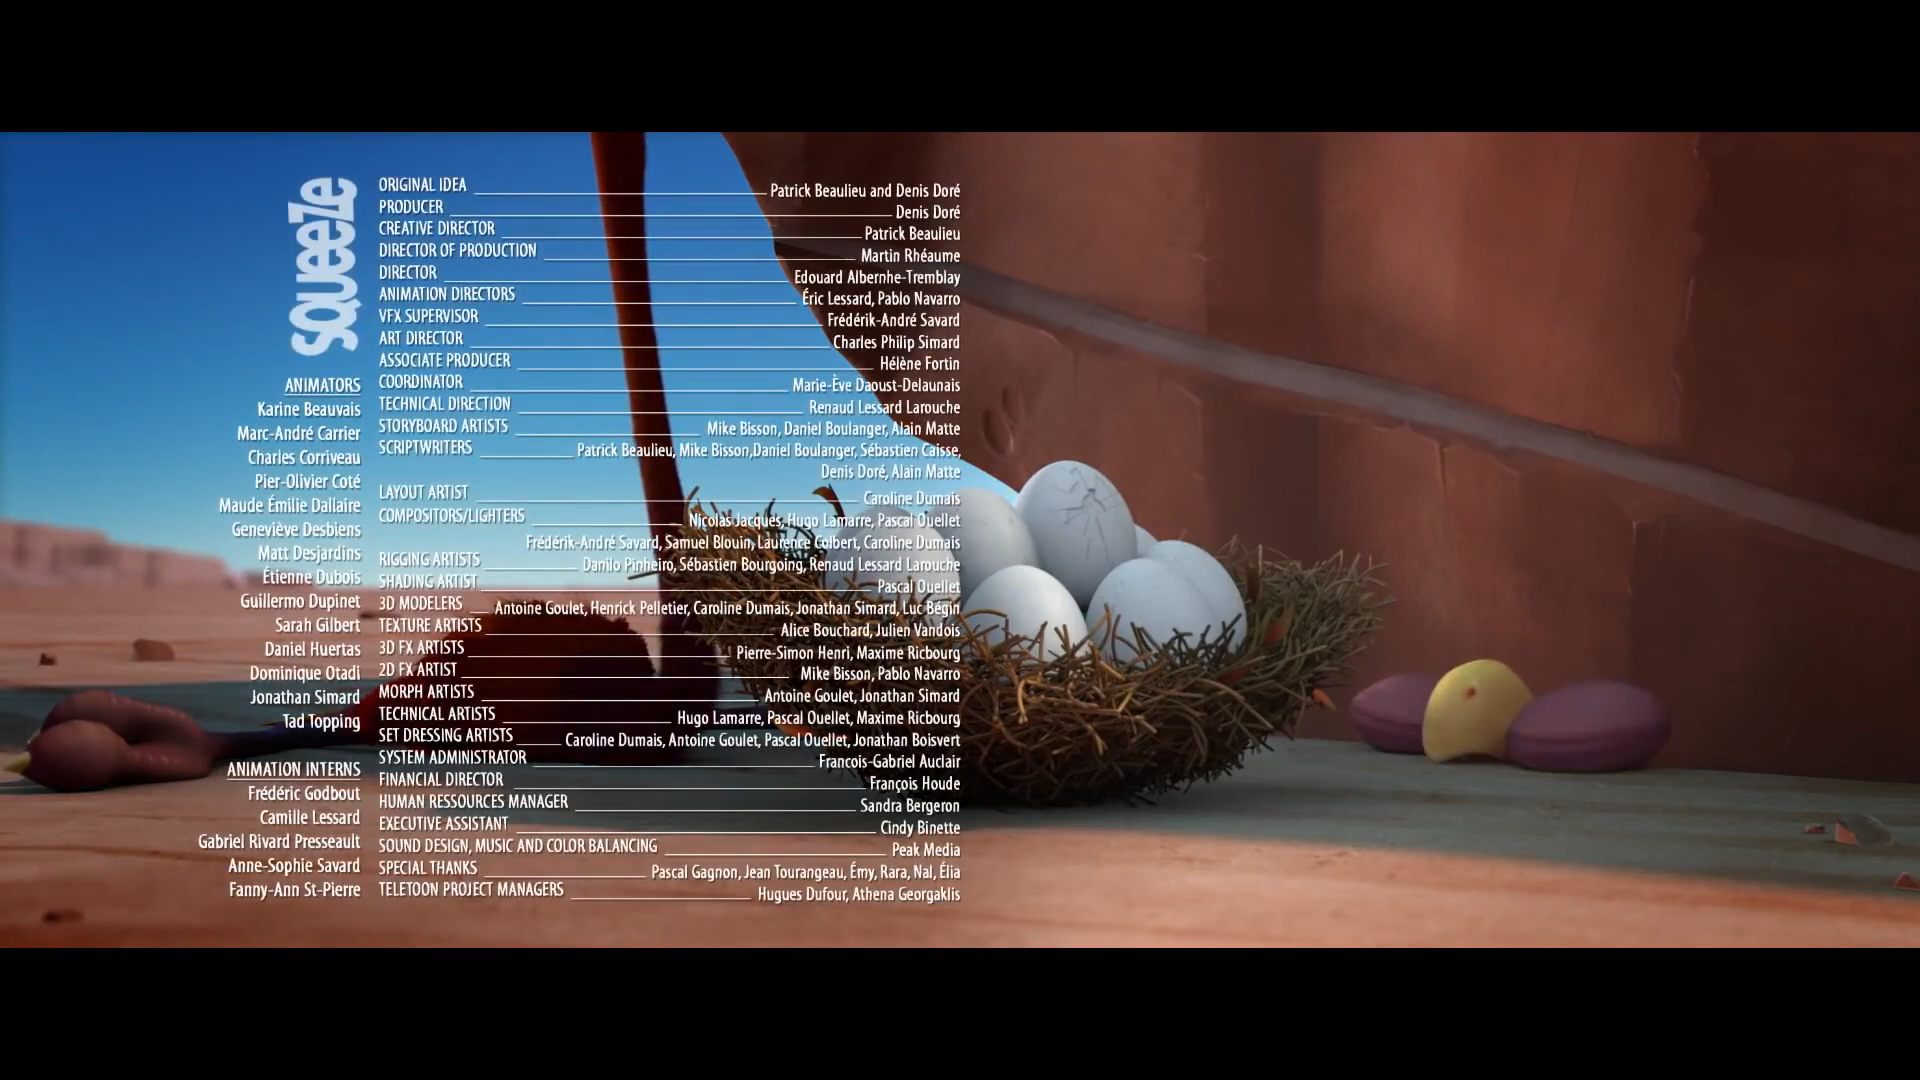 squeeze
ANIMATORS
Karine Beauvais
Marc-André Carrier
Charles Corriveau
Pier-Olivier Coté
Maude Émilie Dallaire
Geneviève Desbiens
Matt Desjardins
Étienne Dubois
Guillermo Dupinet
Sarah Gilbert
Daniel Huertas
Dominique Otadi
Jonathan Simard
Tad Topping
ANIMATION INTERNS
Frédéric Godbout
Camille Lessard
Gabriel Rivard Presseault
Anne-Sophie Savard
Fanny-Ann St-Pierre
ORIGINAL IDEA Patrick Beaulieu and Denis Doré
PRODUCER Denis Doré
CREATIVE DIRECTOR Patrick Beaulieu
DIRECTOR OF PRODUCTION Martin Rhéaume
DIRECTOR Edouard Albernhe-Tremblay
ANIMATION DIRECTORS Éric Lessard, Pablo Navarro
VFX SUPERVISOR Frédérik-André Savard
ART DIRECTOR Charles Philip Simard
ASSOCIATE PRODUCER Hélène Fortin
COORDINATOR Marie-Ève Daoust-Delaunais
TECHNICAL DIRECTION Renaud Lessard Larouche
STORYBOARD ARTISTS Mike Bisson, Daniel Boulanger, Alain Matte
SCRIPTWRITERS Patrick Beaulieu, Mike Bisson,Daniel Boulanger, Sébastien Caisse,
Denis Doré, Alain Matte
LAYOUT ARTIST Caroline Dumais
COMPOSITORS/LIGHTERS Nicolas Jacques, Hugo Lamarre, Pascal Ouellet
Frédérik-André Savard, Samuel Blouin, Laurence Colbert, Caroline Dumais
RIGGING ARTISTS Danilo Pinheiro, Sébastien Bourgoing, Renaud Lessard Larouche
SHADING ARTIST Pascal Ouellet
3D MODELERS Antoine Goulet, Henrick Pelletier, Caroline Dumais, Jonathan Simard, Luc Bégin
TEXTURE ARTISTS Alice Bouchard, Julien Vandois
3D FX ARTISTS Pierre-Simon Henri, Maxime Ricbourg
2D FX ARTIST Mike Bisson, Pablo Navarro
MORPH ARTISTS Antoine Goulet, Jonathan Simard
TECHNICAL ARTISTS Hugo Lamarre, Pascal Ouellet, Maxime Ricbourg
SET DRESSING ARTISTS Caroline Dumais, Antoine Goulet, Pascal Ouellet, Jonathan Boisvert
SYSTEM ADMINISTRATOR Francois-Gabriel Auclair
FINANCIAL DIRECTOR François Houde
HUMAN RESSOURCES MANAGER Sandra Bergeron
EXECUTIVE ASSISTANT Cindy Binette
SOUND DESIGN, MUSIC AND COLOR BALANCING Peak Media
SPECIAL THANKS Pascal Gagnon, Jean Tourangeau, Émy, Rara, Nal, Élia
TELETOON PROJECT MANAGERS Hugues Dufour, Athena Georgaklis